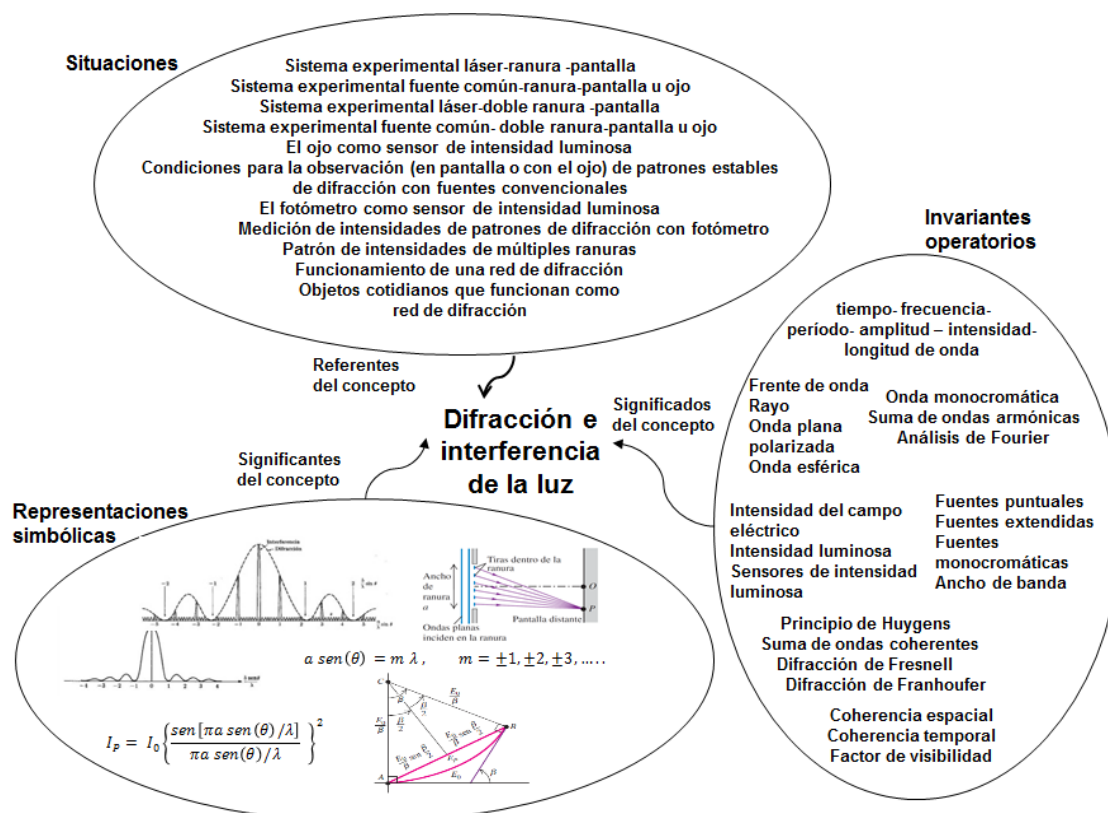 Situaciones
Sistema experimental láser-ranura -pantalla
Sistema experimental fuente común-ranura-pantalla u ojo
Sistema experimental láser-doble ranura -pantalla
Sistema experimental fuente común- doble ranura-pantalla u ojo
El ojo como sensor de intensidad luminosa
Condiciones para la observación (en pantalla o con el ojo) de patrones estables
de difracción con fuentes convencionales
El fotómetro como sensor de intensidad luminosa
Medición de intensidades de patrones de difracción con fotómetro
Patrón de intensidades de múltiples ranuras
Funcionamiento de una red de difracción
Objetos cotidianos que funcionan como
red de difracción
Referentes
del concepto
Difracción e
interferencia
de la luz
Significados
del concepto
Significantes
del concepto
Invariantes
operatorios
tiempo- frecuencia-
período- amplitud – intensidad-
longitud de onda
Frente de onda
Rayo
Onda plana
polarizada
Onda esférica
Onda monocromática
Suma de ondas armónicas
Análisis de Fourier
Intensidad del campo
eléctrico
Intensidad luminosa
Sensores de intensidad
luminosa
Fuentes puntuales
Fuentes extendidas
Fuentes
monocromáticas
Ancho de banda
Principio de Huygens
Suma de ondas coherentes
Difracción de Fresnell
Difracción de Franhoufer
Coherencia espacial
Coherencia temporal
Factor de visibilidad
Representaciones
simbólicas
Interferencia
Difracción
Tiras dentro de la
ranura
Ancho
de
ranura
a
O
P
Pantalla distante
Ondas planas
inciden en la ranura
a sen(θ) = m λ , m = ±1, ±2, ±3, .....
I_P = I_0 {sen[πa sen(θ)/λ] / πa sen(θ)/λ}²
C
B
A
E₀
β